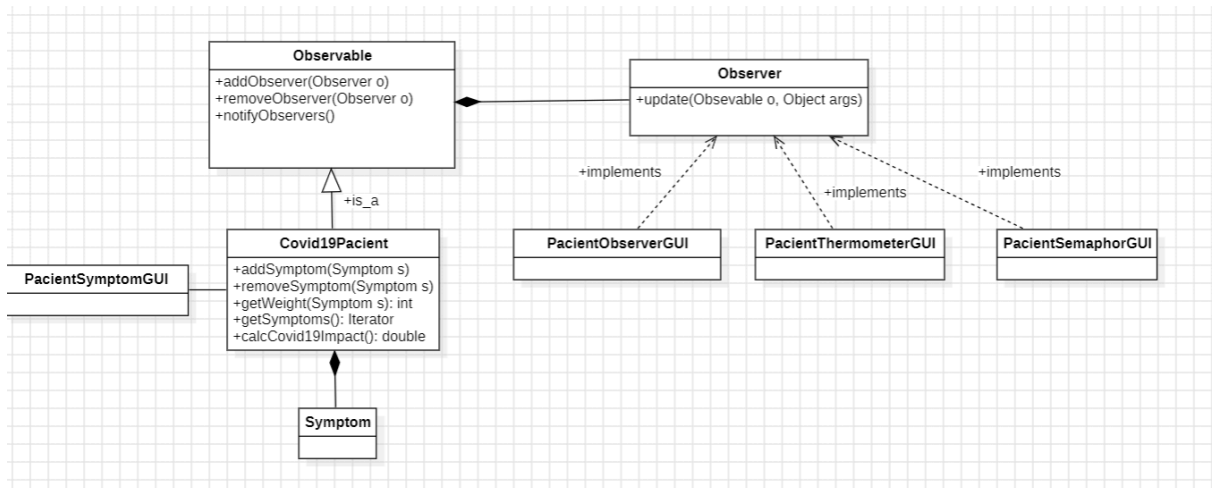 Observable
+addObserver(Observer o)
+removeObserver(Observer o)
+notifyObservers()
Observer
+update(Obsevable o, Object args)
+implements
+implements
+implements
+is_a
Covid19Pacient
+addSymptom(Symptom s)
+removeSymptom(Symptom s)
+getWeight(Symptom s): int
+getSymptoms(): Iterator
+calcCovid19Impact(): double
PacientObserverGUI
PacientThermometerGUI
PacientSemaphorGUI
PacientSymptomGUI
Symptom